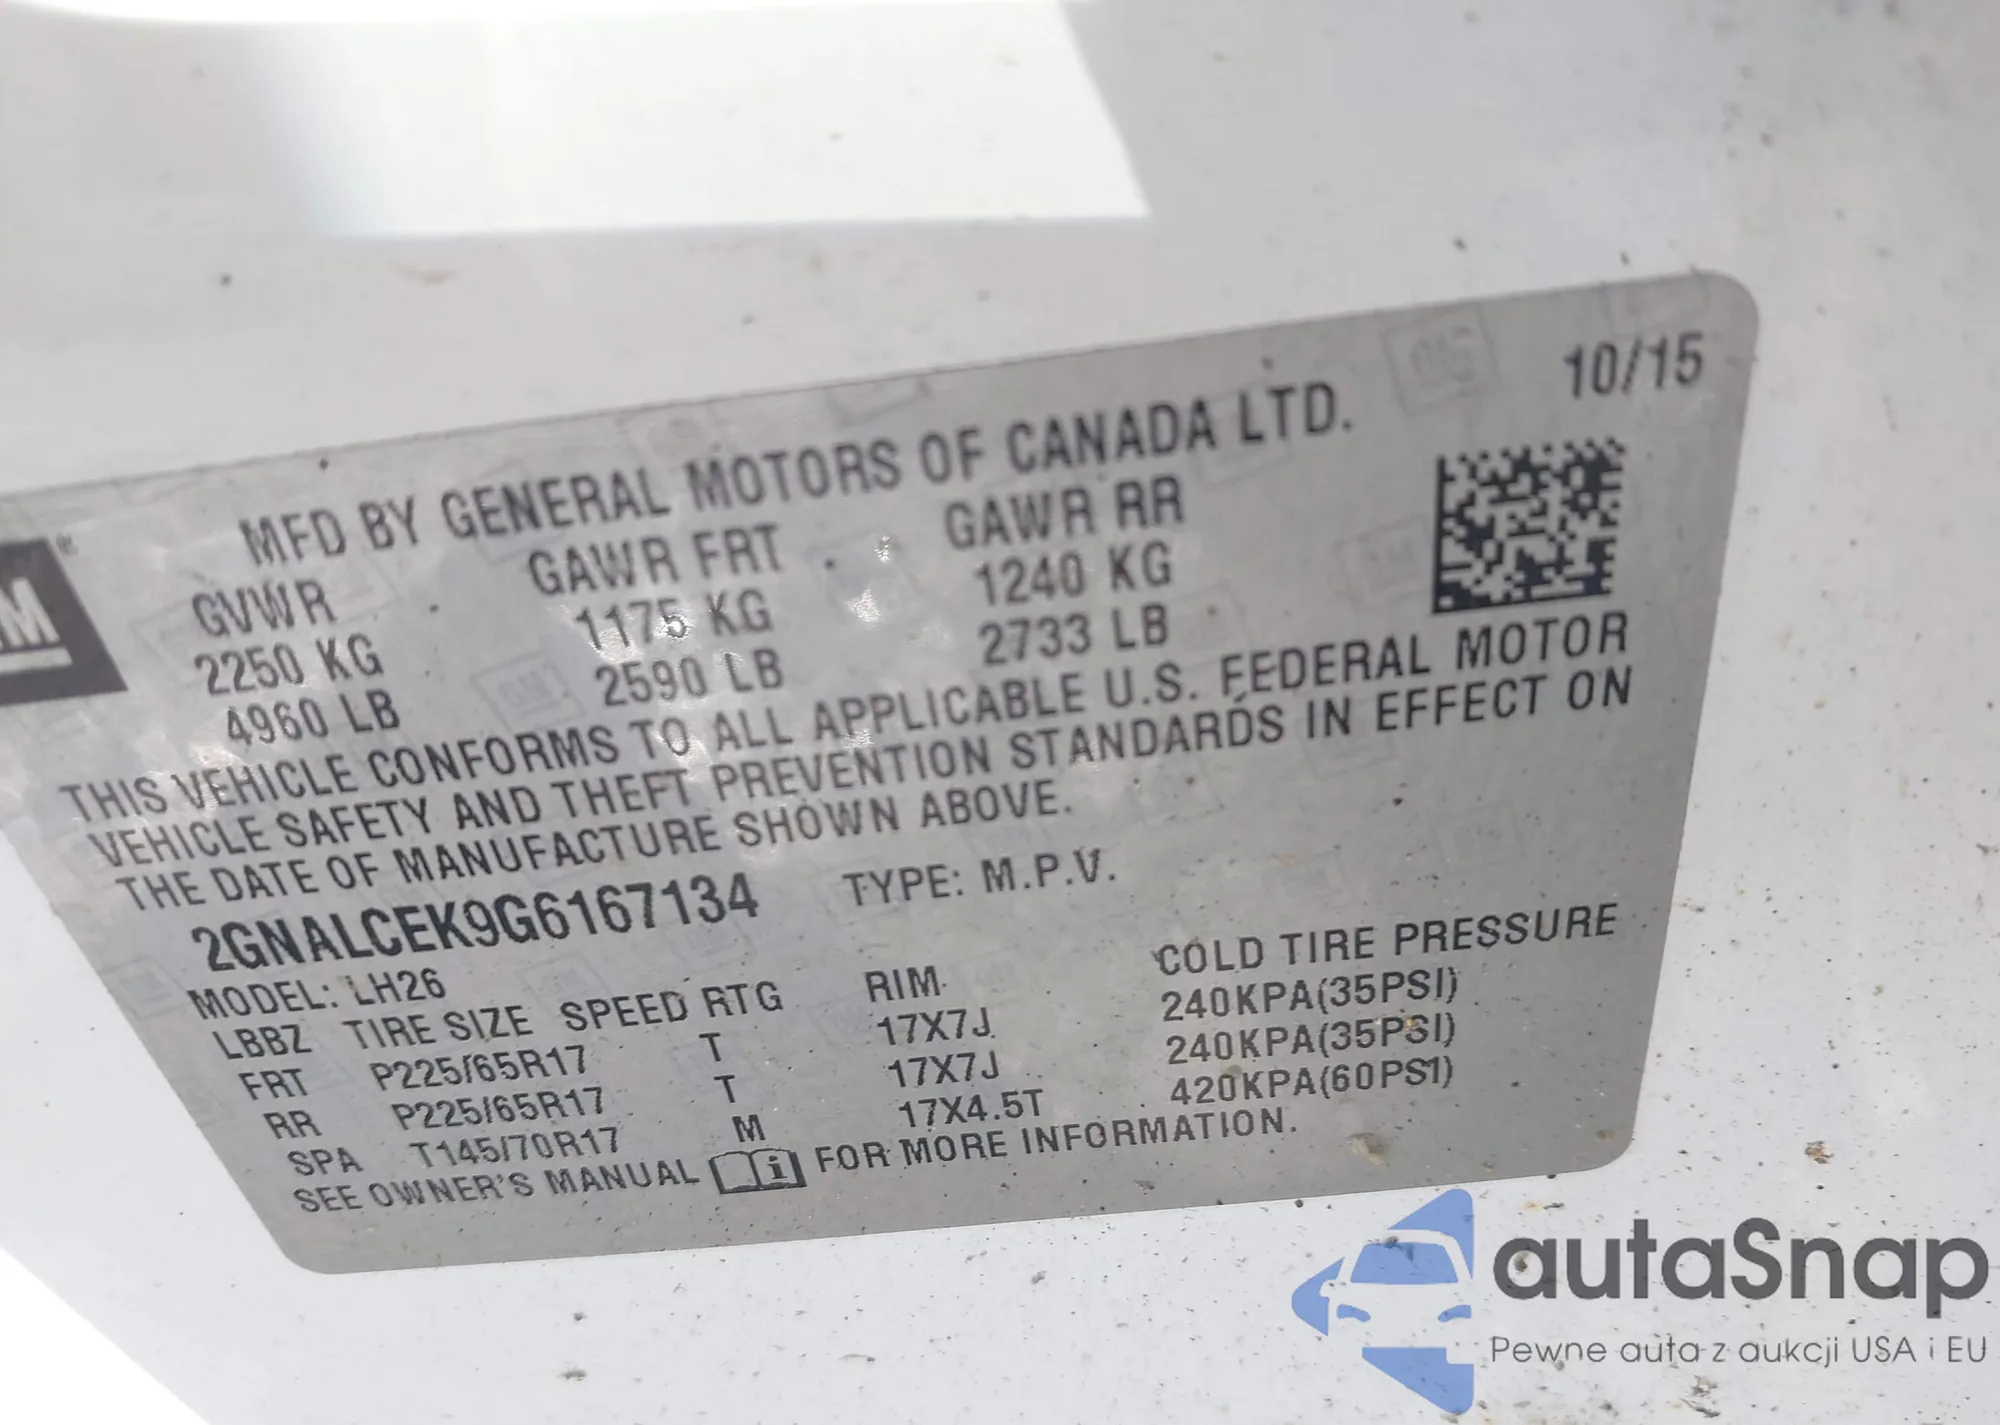 10/15
MFD BY GENERAL MOTORS OF CANADA LTD.
GVWR GAWR FRT GAWR RR
2250 KG 1175 KG 1240 KG
4960 LB 2590 LB 2733 LB
THIS VEHICLE CONFORMS TO ALL APPLICABLE U.S. FEDERAL MOTOR
VEHICLE SAFETY AND THEFT PREVENTION STANDARDS IN EFFECT ON
THE DATE OF MANUFACTURE SHOWN ABOVE.
2GNALCEK9G6167134 TYPE: M.P.V.
MODEL: LH26
LBBZ TIRE SIZE SPEED RTG RIM COLD TIRE PRESSURE
FRT P225/65R17 T 17X7J 240KPA(35PSI)
RR P225/65R17 T 17X7J 240KPA(35PSI)
SPA T145/70R17 M 17X4.5T 420KPA(60PSI)
SEE OWNER'S MANUAL FOR MORE INFORMATION.
autaSnap
Pewne auta z aukcji USA i EU